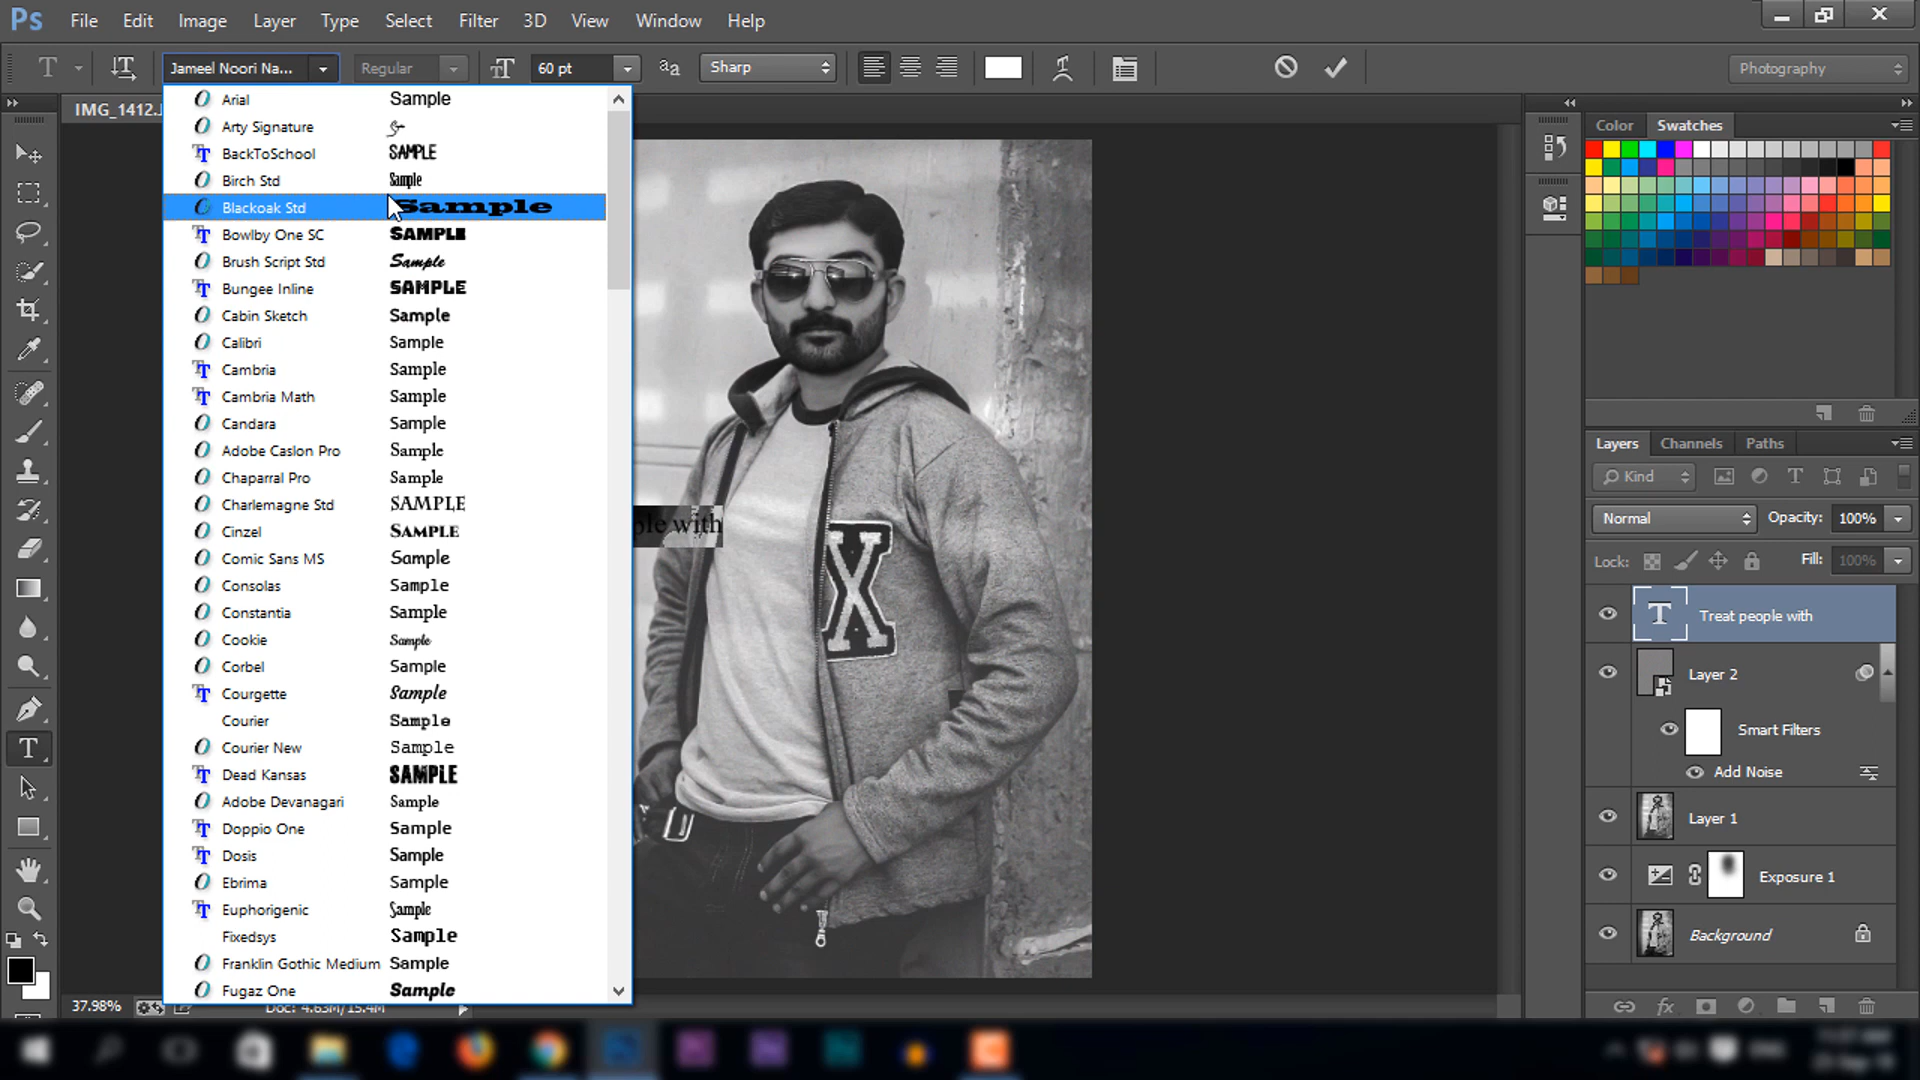 Ps File Edit Image Layer Type Select Filter 3D View Window Help
T Jameel Noori Na... Regular 60 pt aa Sharp Photography
IMG_1412.J
Arial Sample
Arty Signature
BackToSchool SAMPLE
Birch Std Sample
Blackoak Std Sample
Bowlby One SC SAMPLE
Brush Script Std Sample
Bungee Inline SAMPLE
Cabin Sketch Sample
Calibri Sample
Cambria Sample
Cambria Math Sample
Candara Sample
Adobe Caslon Pro Sample
Chaparral Pro Sample
Charlemagne Std SAMPLE
Cinzel SAMPLE
Comic Sans MS Sample
Consolas Sample
Constantia Sample
Cookie Sample
Corbel Sample
Courgette Sample
Courier Sample
Courier New Sample
Dead Kansas SAMPLE
Adobe Devanagari Sample
Doppio One Sample
Dosis Sample
Ebrima Sample
Euphorigenic Sample
Fixedsys Sample
Franklin Gothic Medium Sample
Fugaz One Sample
ple with
X
Color Swatches
Layers Channels Paths
Kind
Normal Opacity: 100%
Lock: Fill: 100%
T Treat people with
Layer 2
Smart Filters
Add Noise
Layer 1
Exposure 1
Background
fx
37.98% Doc: 4.63M/15.4M